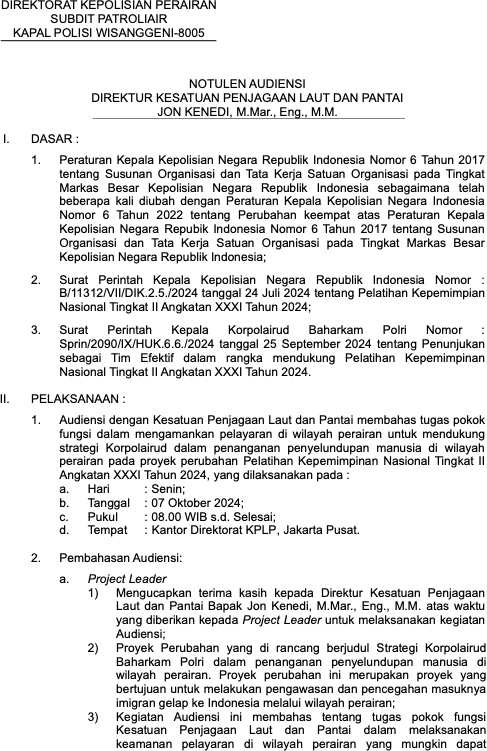 DIREKTORAT KEPOLISIAN PERAIRAN
SUBDIT PATROLIAIR
KAPAL POLISI WISANGGENI-8005
NOTULEN AUDIENSI
DIREKTUR KESATUAN PENJAGAAN LAUT DAN PANTAI
JON KENEDI, M.Mar., Eng., M.M.
I. DASAR :
1. Peraturan Kepala Kepolisian Negara Republik Indonesia Nomor 6 Tahun 2017
tentang Susunan Organisasi dan Tata Kerja Satuan Organisasi pada Tingkat
Markas Besar Kepolisian Negara Republik Indonesia sebagaimana telah
beberapa kali diubah dengan Peraturan Kepala Kepolisian Negara Indonesia
Nomor 6 Tahun 2022 tentang Perubahan keempat atas Peraturan Kepala
Kepolisian Negara Repubik Indonesia Nomor 6 Tahun 2017 tentang Susunan
Organisasi dan Tata Kerja Satuan Organisasi pada Tingkat Markas Besar
Kepolisian Negara Republik Indonesia;
2. Surat Perintah Kepala Kepolisian Negara Republik Indonesia Nomor :
B/11312/VII/DIK.2.5./2024 tanggal 24 Juli 2024 tentang Pelatihan Kepemimpian
Nasional Tingkat II Angkatan XXXI Tahun 2024;
3. Surat Perintah Kepala Korpolairud Baharkam Polri Nomor :
Sprin/2090/IX/HUK.6.6./2024 tanggal 25 September 2024 tentang Penunjukan
sebagai Tim Efektif dalam rangka mendukung Pelatihan Kepemimpinan
Nasional Tingkat II Angkatan XXXI Tahun 2024.
II. PELAKSANAAN :
1. Audiensi dengan Kesatuan Penjagaan Laut dan Pantai membahas tugas pokok
fungsi dalam mengamankan pelayaran di wilayah perairan untuk mendukung
strategi Korpolairud dalam penanganan penyelundupan manusia di wilayah
perairan pada proyek perubahan Pelatihan Kepemimpinan Nasional Tingkat II
Angkatan XXXI Tahun 2024, yang dilaksanakan pada :
a. Hari : Senin;
b. Tanggal : 07 Oktober 2024;
c. Pukul : 08.00 WIB s.d. Selesai;
d. Tempat : Kantor Direktorat KPLP, Jakarta Pusat.
2. Pembahasan Audiensi:
a. Project Leader
1) Mengucapkan terima kasih kepada Direktur Kesatuan Penjagaan
Laut dan Pantai Bapak Jon Kenedi, M.Mar., Eng., M.M. atas waktu
yang diberikan kepada Project Leader untuk melaksanakan kegiatan
Audiensi;
2) Proyek Perubahan yang di rancang berjudul Strategi Korpolairud
Baharkam Polri dalam penanganan penyelundupan manusia di
wilayah perairan. Proyek perubahan ini merupakan proyek yang
bertujuan untuk melakukan pengawasan dan pencegahan masuknya
imigran gelap ke Indonesia melalui wilayah perairan;
3) Kegiatan Audiensi ini membahas tentang tugas pokok fungsi
Kesatuan Penjagaan Laut dan Pantai dalam melaksanakan
keamanan pelayaran di wilayah perairan yang mungkin dapat